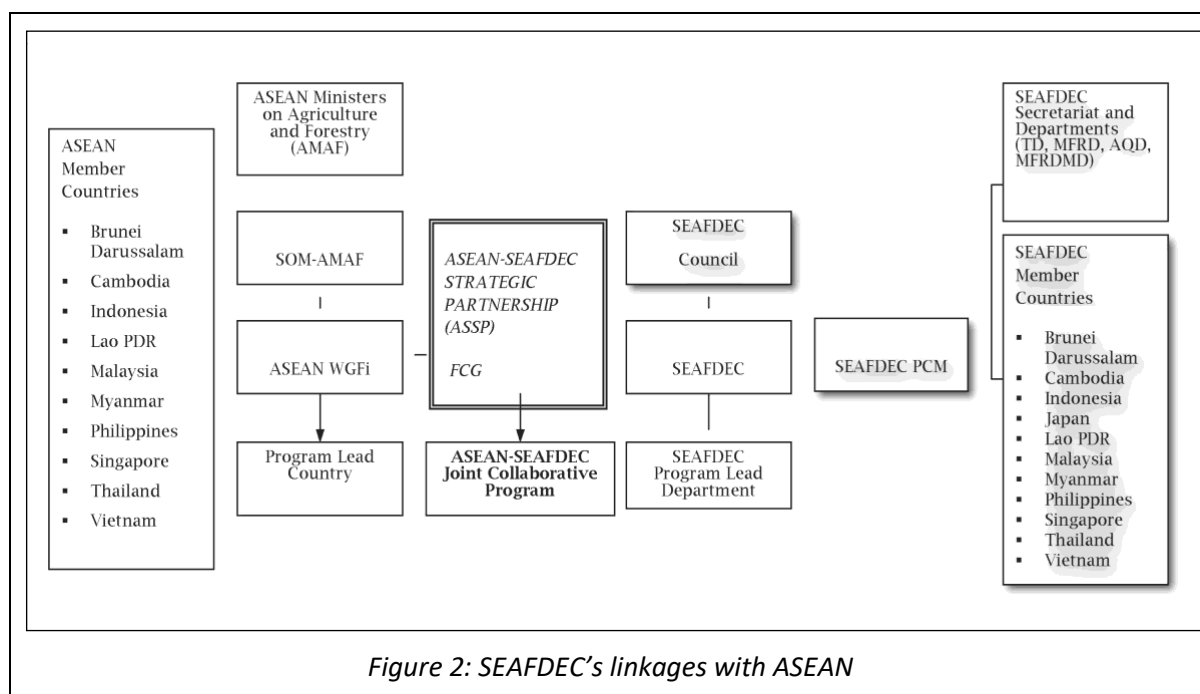 ASEAN
Member
Countries
▪ Brunei
Darussalam
▪ Cambodia
▪ Indonesia
▪ Lao PDR
▪ Malaysia
▪ Myanmar
▪ Philippines
▪ Singapore
▪ Thailand
▪ Vietnam
ASEAN Ministers
on Agriculture
and Forestry
(AMAF)
SOM-AMAF
ASEAN WGFi
Program Lead
Country
ASEAN-SEAFDEC
STRATEGIC
PARTNERSHIP
(ASSP)
FCG
ASEAN-SEAFDEC
Joint Collaborative
Program
SEAFDEC
Council
SEAFDEC
SEAFDEC
Program Lead
Department
SEAFDEC PCM
SEAFDEC
Secretariat and
Departments
(TD, MFRD, AQD,
MFRDMD)
SEAFDEC
Member
Countries
▪ Brunei
Darussalam
▪ Cambodia
▪ Indonesia
▪ Japan
▪ Lao PDR
▪ Malaysia
▪ Myanmar
▪ Philippines
▪ Singapore
▪ Thailand
▪ Vietnam
Figure 2: SEAFDEC’s linkages with ASEAN